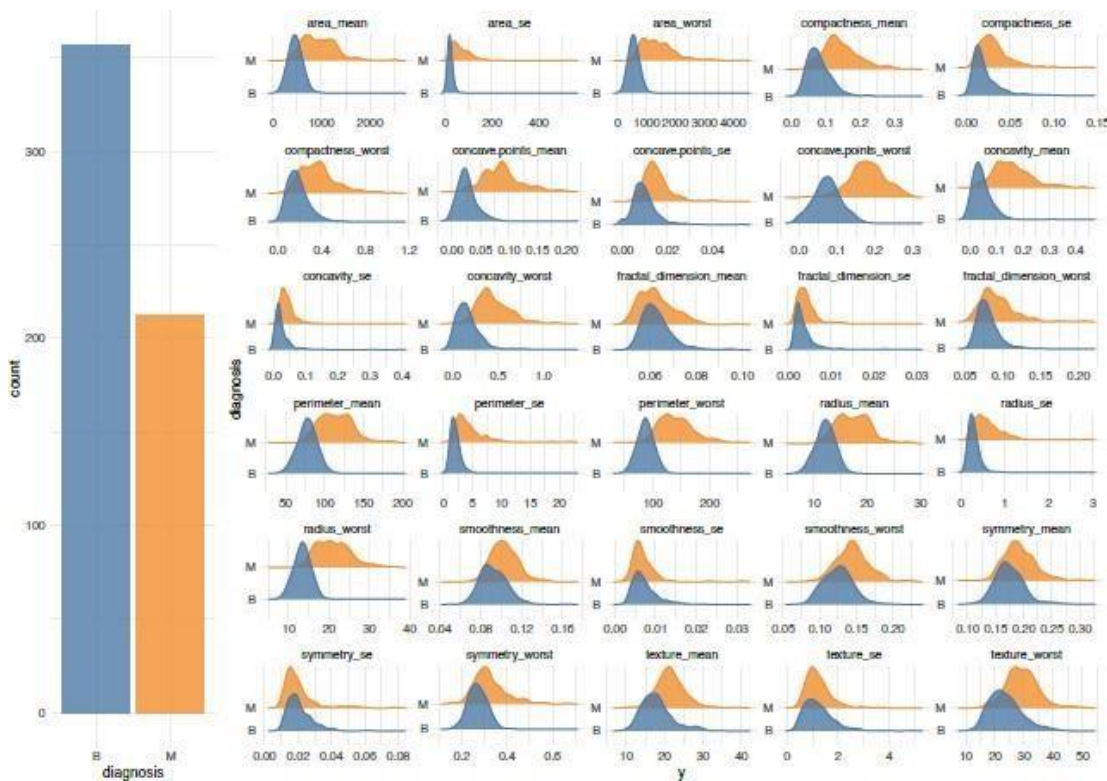 area_mean area_se area_worst compactness_mean compactness_se
M M M M M
B B B B B
0 1000 2000 0 200 400 0 1000 2000 3000 4000 0.0 0.1 0.2 0.3 0.00 0.05 0.10 0.15
300
compactness_worst concave.points_mean concave.points_se concave.points_worst concavity_mean
M M M M M
B B B B B
0.0 0.4 0.8 1.2 0.00 0.05 0.10 0.15 0.20 0.00 0.02 0.04 0.0 0.1 0.2 0.3 0.0 0.1 0.2 0.3 0.4
concavity_se concavity_worst fractal_dimension_mean fractal_dimension_se fractal_dimension_worst
M M M M M
200
B B B B B
0.0 0.1 0.2 0.3 0.4 0.0 0.5 1.0 0.06 0.08 0.10 0.00 0.01 0.02 0.03 0.05 0.10 0.15 0.20
count
diagnosis
perimeter_mean perimeter_se perimeter_worst radius_mean radius_se
M M M M M
B B B B B
50 100 150 200 0 5 10 15 20 100 200 10 20 30 0 1 2 3
100
radius_worst smoothness_mean smoothness_se smoothness_worst symmetry_mean
M M M M M
B B B B B
10 20 30 40 0.04 0.08 0.12 0.16 0.00 0.01 0.02 0.03 0.05 0.10 0.15 0.20 0.10 0.15 0.20 0.25 0.30
symmetry_se symmetry_worst texture_mean texture_se texture_worst
M M M M M
0
B B B B B
0.00 0.02 0.04 0.06 0.08 0.2 0.4 0.6 10 20 30 40 0 2 4 10 20 30 40 50
B M
diagnosis
y